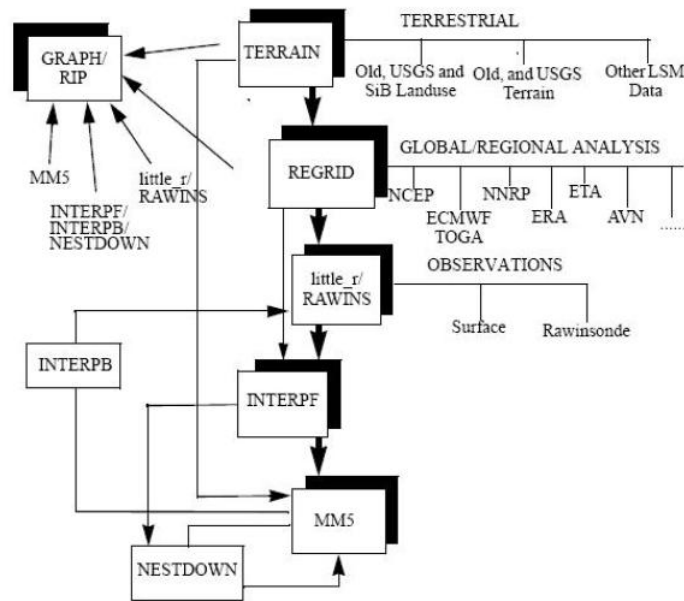 TERRESTRIAL
GRAPH/
RIP
TERRAIN
Old, USGS and
SiB Landuse
Old, and USGS
Terrain
Other LSM
Data
MM5
little_r/
RAWINS
INTERPF/
INTERPB/
NESTDOWN
REGRID
GLOBAL/REGIONAL ANALYSIS
NCEP
ECMWF
TOGA
NNRP
ERA
ETA
AVN
......
little_r/
RAWINS
OBSERVATIONS
Surface
Rawinsonde
INTERPB
INTERPF
MM5
NESTDOWN